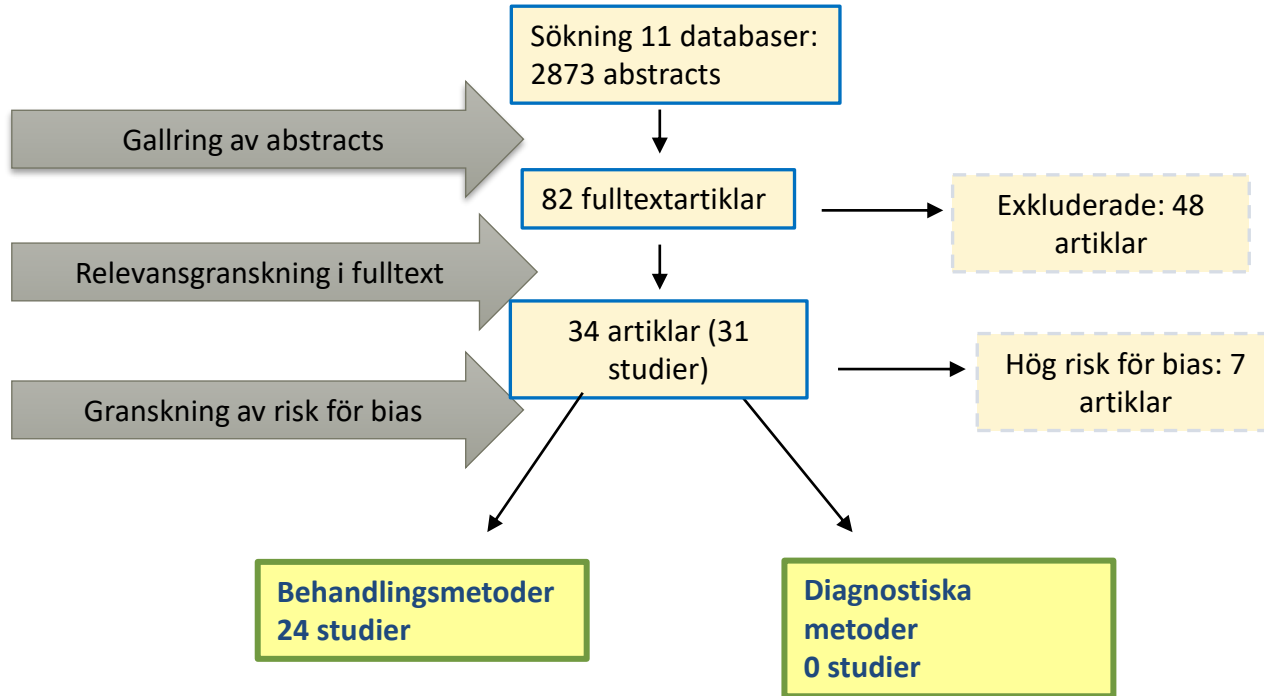 Sökning 11 databaser:
2873 abstracts
Gallring av abstracts
82 fulltextartiklar
Exkluderade: 48
artiklar
Relevansgranskning i fulltext
34 artiklar (31
studier)
Hög risk för bias: 7
artiklar
Granskning av risk för bias
Behandlingsmetoder
24 studier
Diagnostiska
metoder
0 studier